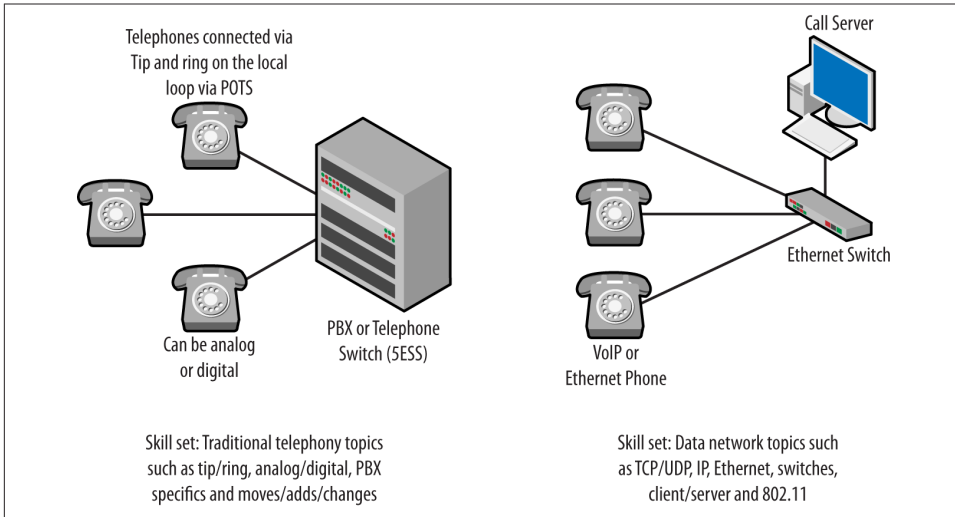 Telephones connected via
Tip and ring on the local
loop via POTS
Can be analog
or digital
PBX or Telephone
Switch (5ESS)
Skill set: Traditional telephony topics
such as tip/ring, analog/digital, PBX
specifics and moves/adds/changes
Call Server
Ethernet Switch
VoIP or
Ethernet Phone
Skill set: Data network topics such
as TCP/UDP, IP, Ethernet, switches,
client/server and 802.11